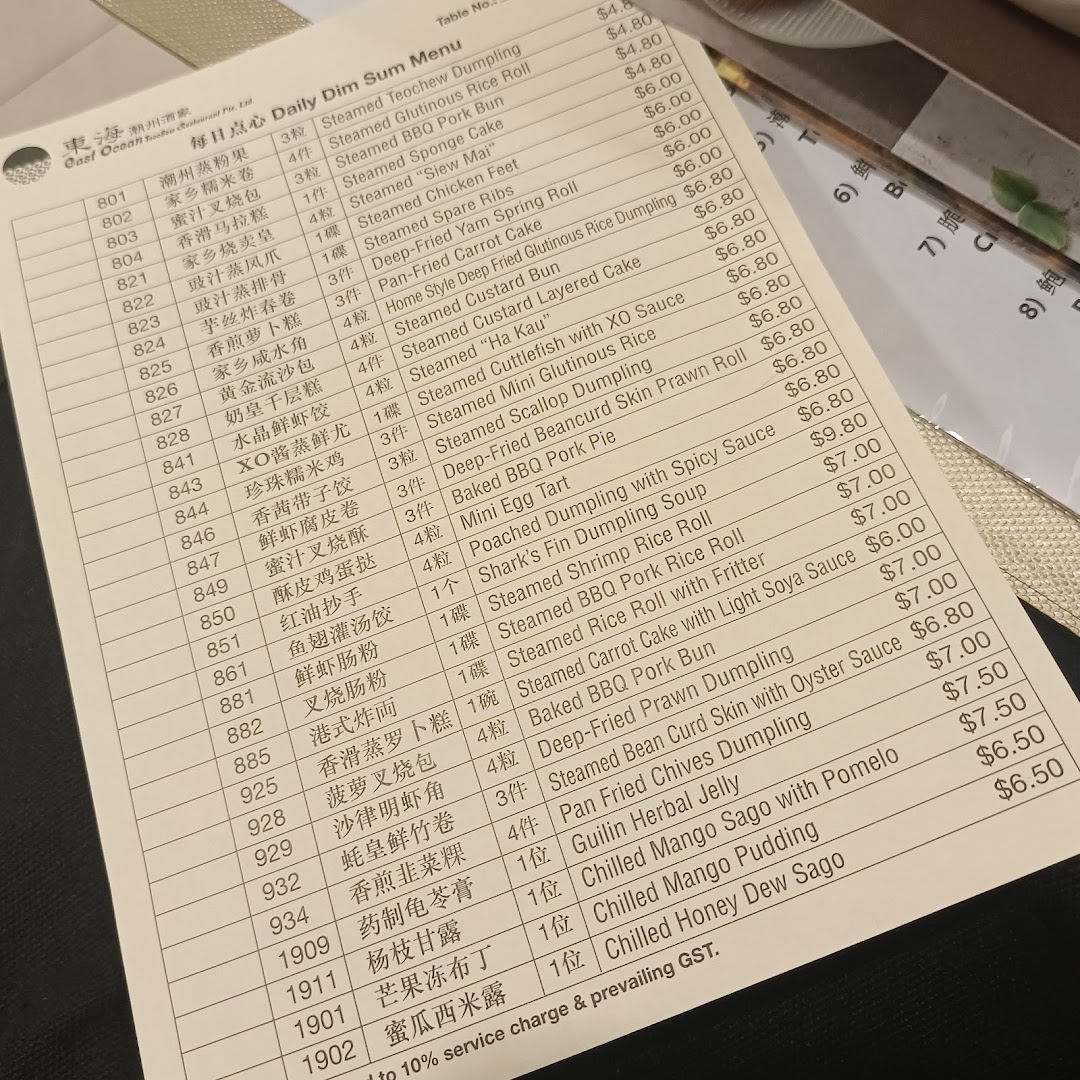 Table No.:
東海 潮州酒家
East Ocean Teochew Restaurant Pte. Ltd.
每日点心 Daily Dim Sum Menu
801 潮州蒸粉果 3粒 Steamed Teochew Dumpling $4.8
802 家乡糯米卷 4件 Steamed Glutinous Rice Roll $4.80
803 蜜汁叉烧包 3粒 Steamed BBQ Pork Bun $4.80
804 香滑马拉糕 1件 Steamed Sponge Cake $4.80
821 家乡烧卖皇 4粒 Steamed “Siew Mai” $6.00
822 豉汁蒸凤爪 1碟 Steamed Chicken Feet $6.00
823 豉汁蒸排骨 1碟 Steamed Spare Ribs $6.00
824 芋丝炸春卷 3件 Deep-Fried Yam Spring Roll $6.00
825 香煎萝卜糕 3件 Pan-Fried Carrot Cake $6.00
826 家乡咸水角 4粒 Home Style Deep Fried Glutinous Rice Dumpling $6.80
827 黄金流沙包 4粒 Steamed Custard Bun $6.80
828 奶皇千层糕 4件 Steamed Custard Layered Cake $6.80
841 水晶鲜虾饺 4粒 Steamed “Ha Kau” $6.80
843 XO酱蒸鲜尤 1碟 Steamed Cuttlefish with XO Sauce $6.80
844 珍珠糯米鸡 3件 Steamed Mini Glutinous Rice $6.80
846 香茜带子饺 3粒 Steamed Scallop Dumpling $6.80
847 鲜虾腐皮卷 3件 Deep-Fried Beancurd Skin Prawn Roll $6.80
849 蜜汁叉烧酥 3件 Baked BBQ Pork Pie $6.80
850 酥皮鸡蛋挞 4粒 Mini Egg Tart $6.80
851 红油抄手 4粒 Poached Dumpling with Spicy Sauce $6.80
861 鱼翅灌汤饺 1个 Shark's Fin Dumpling Soup $9.80
881 鲜虾肠粉 1碟 Steamed Shrimp Rice Roll $7.00
882 叉烧肠粉 1碟 Steamed BBQ Pork Rice Roll $7.00
885 港式炸両 1碟 Steamed Rice Roll with Fritter $7.00
925 香滑蒸罗卜糕 1碗 Steamed Carrot Cake with Light Soya Sauce $6.00
928 菠萝叉烧包 4粒 Baked BBQ Pork Bun $7.00
929 沙律明虾角 4粒 Deep-Fried Prawn Dumpling $7.00
932 蚝皇鲜竹卷 3件 Steamed Bean Curd Skin with Oyster Sauce $6.80
934 香煎韭菜粿 4件 Pan Fried Chives Dumpling $7.00
1909 药制龟苓膏 1位 Guilin Herbal Jelly $7.50
1911 杨枝甘露 1位 Chilled Mango Sago with Pomelo $7.50
1901 芒果冻布丁 1位 Chilled Mango Pudding $6.50
1902 蜜瓜西米露 1位 Chilled Honey Dew Sago $6.50
to 10% service charge & prevailing GST.
6)
7) 脆
8) 鲍